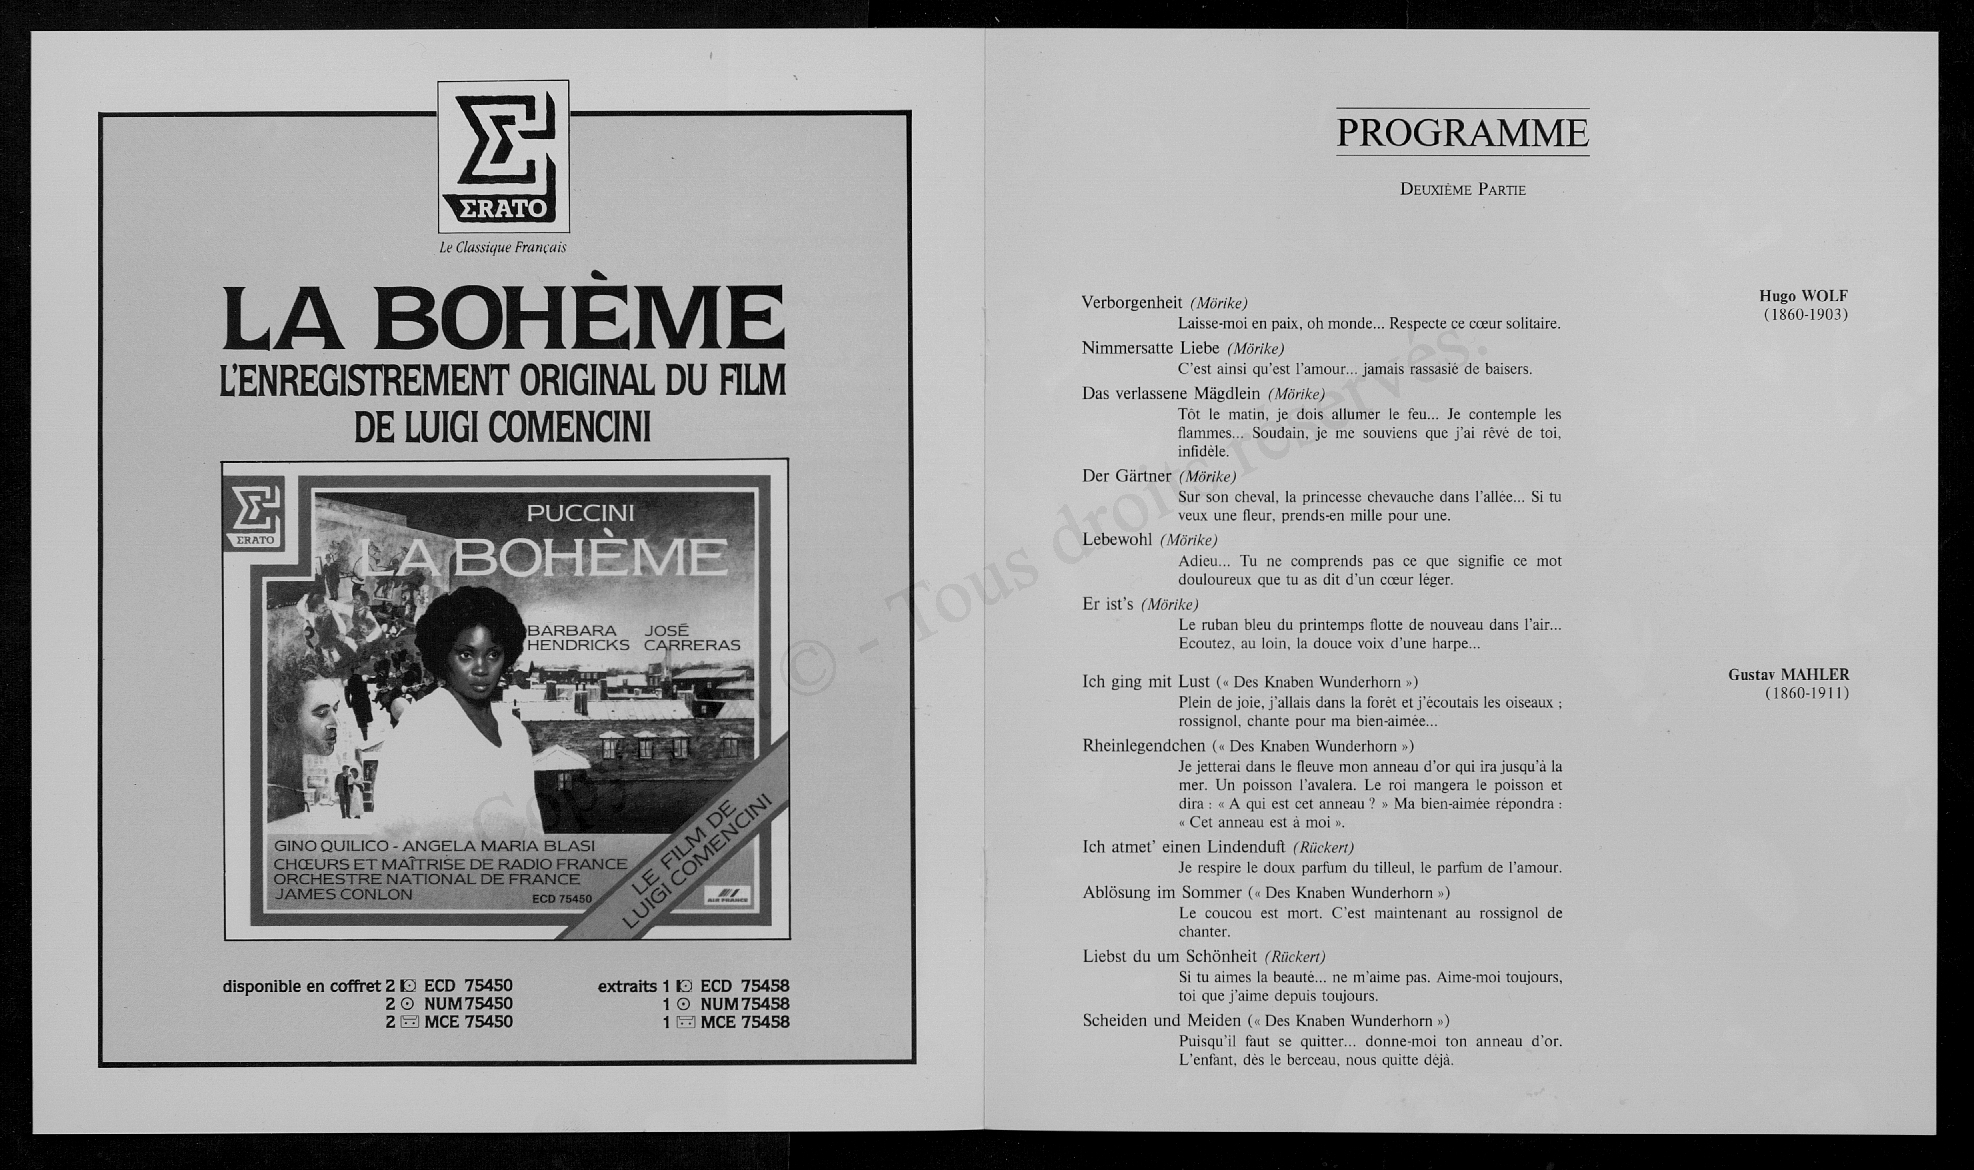 ΣRATO
Le Classique Français
LA BOHÈME
L'ENREGISTREMENT ORIGINAL DU FILM
DE LUIGI COMENCINI
ΣRATO
PUCCINI
LA BOHÈME
BARBARA HENDRICKS
JOSÉ CARRERAS
GINO QUILICO - ANGELA MARIA BLASI
CHŒURS ET MAÎTRISE DE RADIO FRANCE
ORCHESTRE NATIONAL DE FRANCE
JAMES CONLON
ECD 75450
LE FILM DE
LUIGI COMENCINI
AIR FRANCE
disponible en coffret 2 ECD 75450
2 NUM 75450
2 MCE 75450
extraits 1 ECD 75458
1 NUM 75458
1 MCE 75458
PROGRAMME
DEUXIÈME PARTIE
Hugo WOLF
(1860-1903)
Verborgenheit (Mörike)
Laisse-moi en paix, oh monde... Respecte ce cœur solitaire.
Nimmersatte Liebe (Mörike)
C'est ainsi qu'est l'amour... jamais rassasié de baisers.
Das verlassene Mägdlein (Mörike)
Tôt le matin, je dois allumer le feu... Je contemple les
flammes... Soudain, je me souviens que j'ai rêvé de toi,
infidèle.
Der Gärtner (Mörike)
Sur son cheval, la princesse chevauche dans l'allée... Si tu
veux une fleur, prends-en mille pour une.
Lebewohl (Mörike)
Adieu... Tu ne comprends pas ce que signifie ce mot
douloureux que tu as dit d'un cœur léger.
Er ist's (Mörike)
Le ruban bleu du printemps flotte de nouveau dans l'air...
Ecoutez, au loin, la douce voix d'une harpe...
Gustav MAHLER
(1860-1911)
Ich ging mit Lust (« Des Knaben Wunderhorn »)
Plein de joie, j'allais dans la forêt et j'écoutais les oiseaux ;
rossignol, chante pour ma bien-aimée...
Rheinlegendchen (« Des Knaben Wunderhorn »)
Je jetterai dans le fleuve mon anneau d'or qui ira jusqu'à la
mer. Un poisson l'avalera. Le roi mangera le poisson et
dira : « A qui est cet anneau ? » Ma bien-aimée répondra :
« Cet anneau est à moi ».
Ich atmet' einen Lindenduft (Rückert)
Je respire le doux parfum du tilleul, le parfum de l'amour.
Ablösung im Sommer (« Des Knaben Wunderhorn »)
Le coucou est mort. C'est maintenant au rossignol de
chanter.
Liebst du um Schönheit (Rückert)
Si tu aimes la beauté... ne m'aime pas. Aime-moi toujours,
toi que j'aime depuis toujours.
Scheiden und Meiden (« Des Knaben Wunderhorn »)
Puisqu'il faut se quitter... donne-moi ton anneau d'or.
L'enfant, dès le berceau, nous quitte déjà.
© - Tous droits réservés.